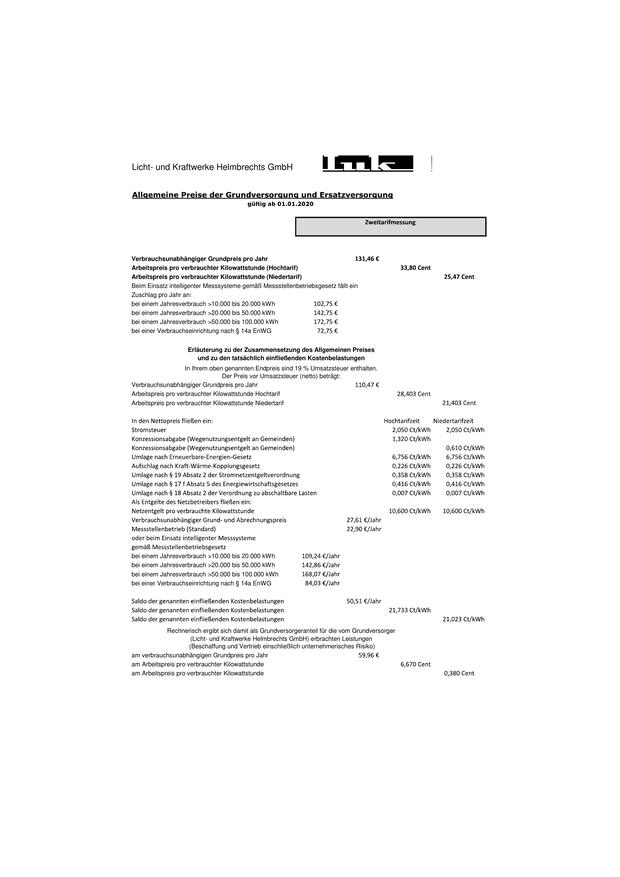 Licht- und Kraftwerke Helmbrechts GmbH
Allgemeine Preise der Grundversorgung und Ersatzversorgung
gültig ab 01.01.2020
Zweitarifmessung
Verbrauchsunabhängiger Grundpreis pro Jahr 131,46 €
Arbeitspreis pro verbrauchter Kilowattstunde (Hochtarif) 33,80 Cent
Arbeitspreis pro verbrauchter Kilowattstunde (Niedertarif) 25,47 Cent
Beim Einsatz intelligenter Messsysteme gemäß Messstellenbetriebsgesetz fällt ein
Zuschlag pro Jahr an:
bei einem Jahresverbrauch >10.000 bis 20.000 kWh 102,75 €
bei einem Jahresverbrauch >20.000 bis 50.000 kWh 142,75 €
bei einem Jahresverbrauch >50.000 bis 100.000 kWh 172,75 €
bei einer Verbrauchseinrichtung nach § 14a EnWG 72,75 €
Erläuterung zu der Zusammensetzung des Allgemeinen Preises
und zu den tatsächlich einfließenden Kostenbelastungen
In Ihrem oben genannten Endpreis sind 19 % Umsatzsteuer enthalten.
Der Preis vor Umsatzsteuer (netto) beträgt:
Verbrauchsunabhängiger Grundpreis pro Jahr 110,47 €
Arbeitspreis pro verbrauchter Kilowattstunde Hochtarif 28,403 Cent
Arbeitspreis pro verbrauchter Kilowattstunde Niedertarif 21,403 Cent
In den Nettopreis fließen ein: Hochtarifzeit Niedertarifzeit
Stromsteuer 2,050 Ct/kWh 2,050 Ct/kWh
Konzessionsabgabe (Wegenutzungsentgelt an Gemeinden) 1,320 Ct/kWh
Konzessionsabgabe (Wegenutzungsentgelt an Gemeinden) 0,610 Ct/kWh
Umlage nach Erneuerbare-Energien-Gesetz 6,756 Ct/kWh 6,756 Ct/kWh
Aufschlag nach Kraft-Wärme-Kopplungsgesetz 0,226 Ct/kWh 0,226 Ct/kWh
Umlage nach § 19 Absatz 2 der Stromnetzentgeltverordnung 0,358 Ct/kWh 0,358 Ct/kWh
Umlage nach § 17 f Absatz 5 des Energiewirtschaftsgesetzes 0,416 Ct/kWh 0,416 Ct/kWh
Umlage nach § 18 Absatz 2 der Verordnung zu abschaltbare Lasten 0,007 Ct/kWh 0,007 Ct/kWh
Als Entgelte des Netzbetreibers fließen ein:
Netzentgelt pro verbrauchte Kilowattstunde 10,600 Ct/kWh 10,600 Ct/kWh
Verbrauchsunabhängiger Grund- und Abrechnungspreis 27,61 €/Jahr
Messstellenbetrieb (Standard) 22,90 €/Jahr
oder beim Einsatz intelligenter Messsysteme
gemäß Messstellenbetriebsgesetz
bei einem Jahresverbrauch >10.000 bis 20.000 kWh 109,24 €/Jahr
bei einem Jahresverbrauch >20.000 bis 50.000 kWh 142,86 €/Jahr
bei einem Jahresverbrauch >50.000 bis 100.000 kWh 168,07 €/Jahr
bei einer Verbrauchseinrichtung nach § 14a EnWG 84,03 €/Jahr
Saldo der genannten einfließenden Kostenbelastungen 50,51 €/Jahr
Saldo der genannten einfließenden Kostenbelastungen 21,733 Ct/kWh
Saldo der genannten einfließenden Kostenbelastungen 21,023 Ct/kWh
Rechnerisch ergibt sich damit als Grundversorgeranteil für die vom Grundversorger
(Licht- und Kraftwerke Helmbrechts GmbH) erbrachten Leistungen
(Beschaffung und Vertrieb einschließlich unternehmerisches Risiko)
am verbrauchsunabhängigen Grundpreis pro Jahr 59,96 €
am Arbeitspreis pro verbrauchter Kilowattstunde 6,670 Cent
am Arbeitspreis pro verbrauchter Kilowattstunde 0,380 Cent